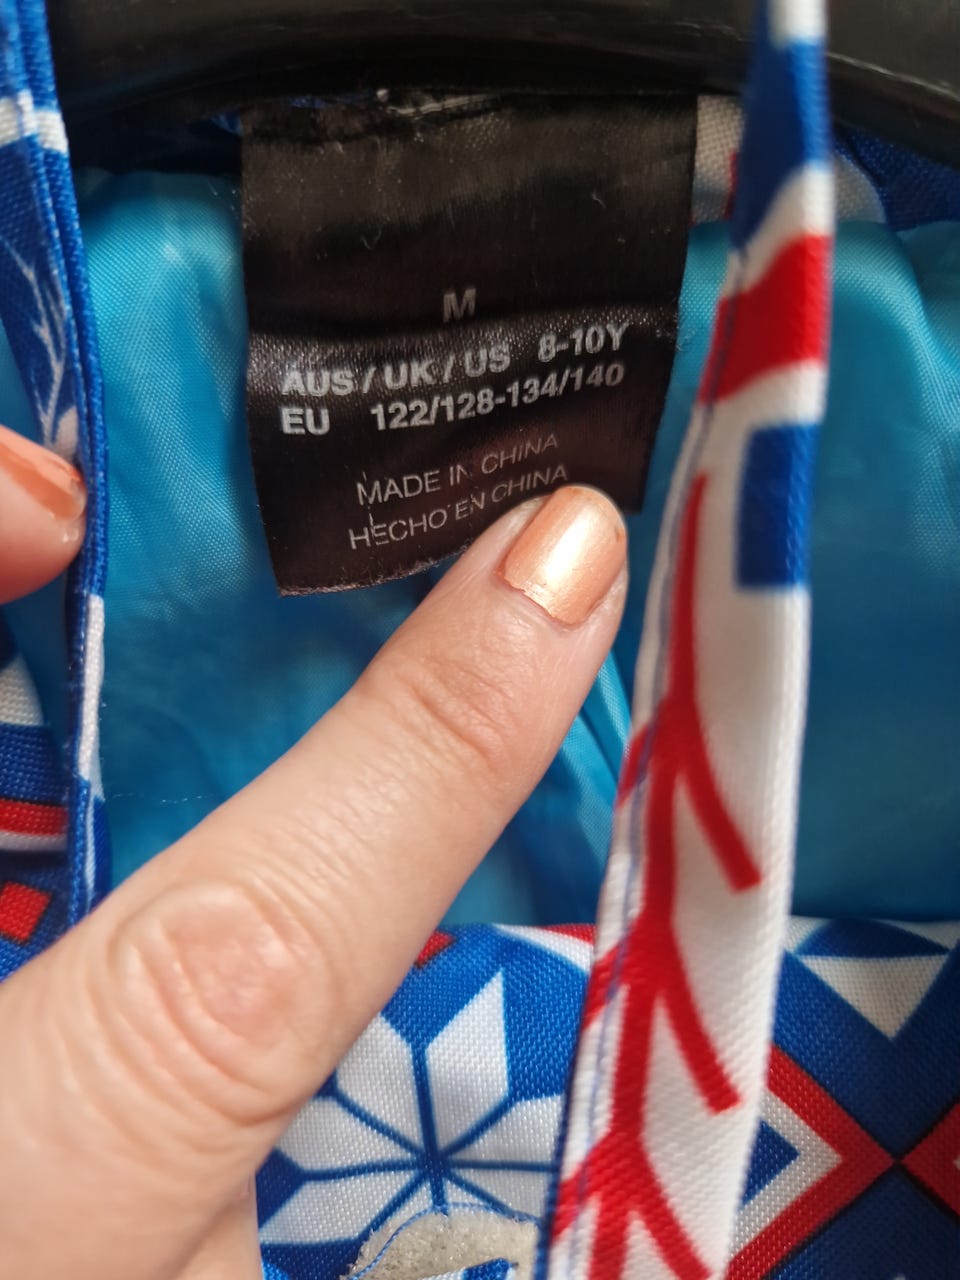 M
AUS / UK / US 8-10Y
EU 122/128-134/140
MADE IN CHINA
HECHO EN CHINA